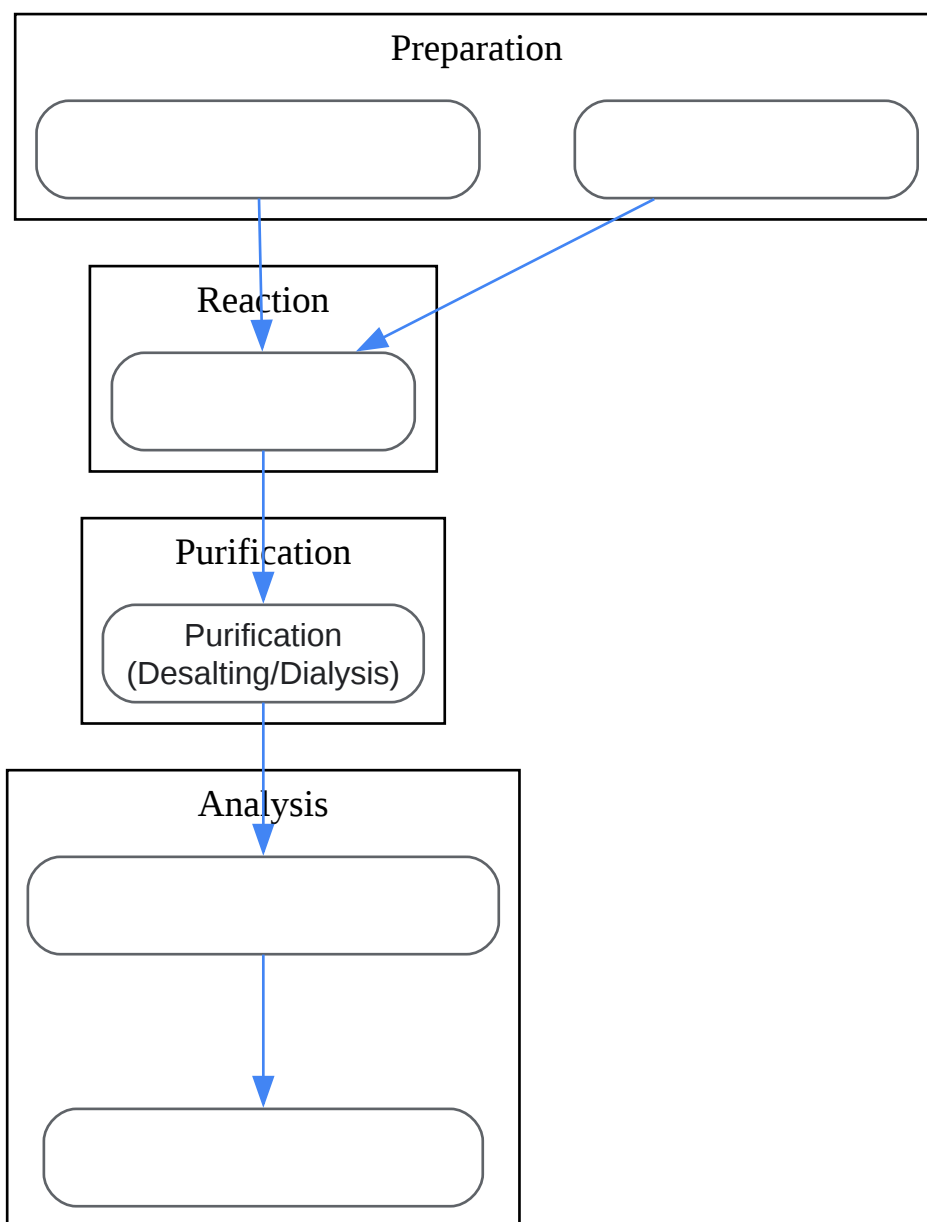 Preparation
Reaction
Purification
Purification
(Desalting/Dialysis)
Analysis